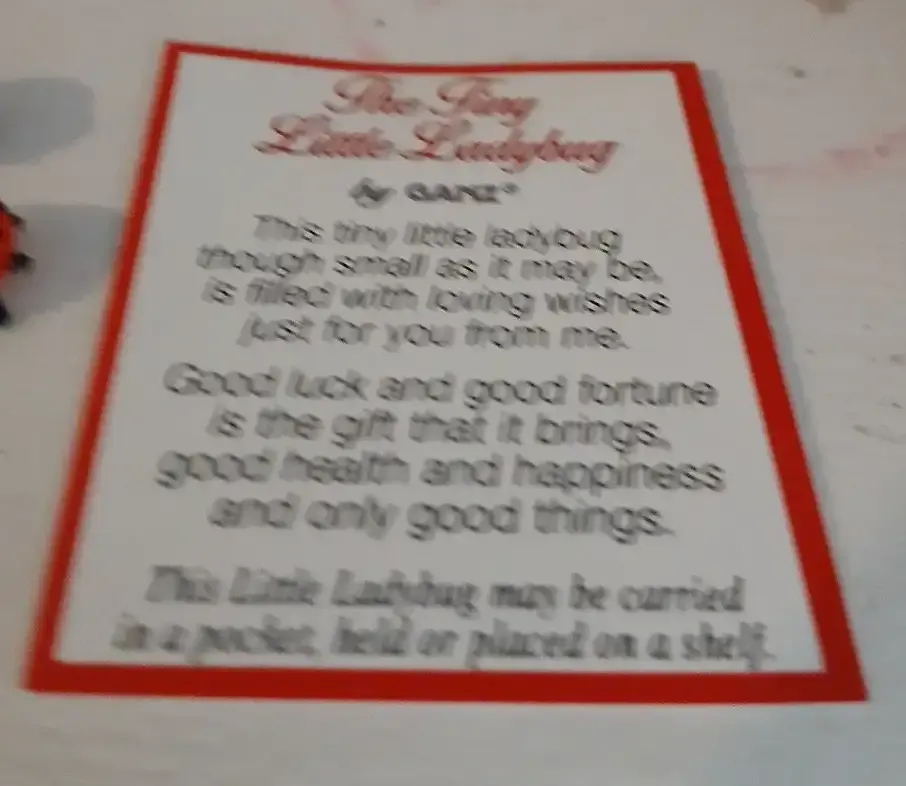 The Tiny
Little Ladybug
by GANZ®
This tiny little ladybug
though small as it may be,
is filled with loving wishes
just for you from me.
Good luck and good fortune
is the gift that it brings,
good health and happiness
and only good things.
This Little Ladybug may be carried
in a pocket, held or placed on a shelf.